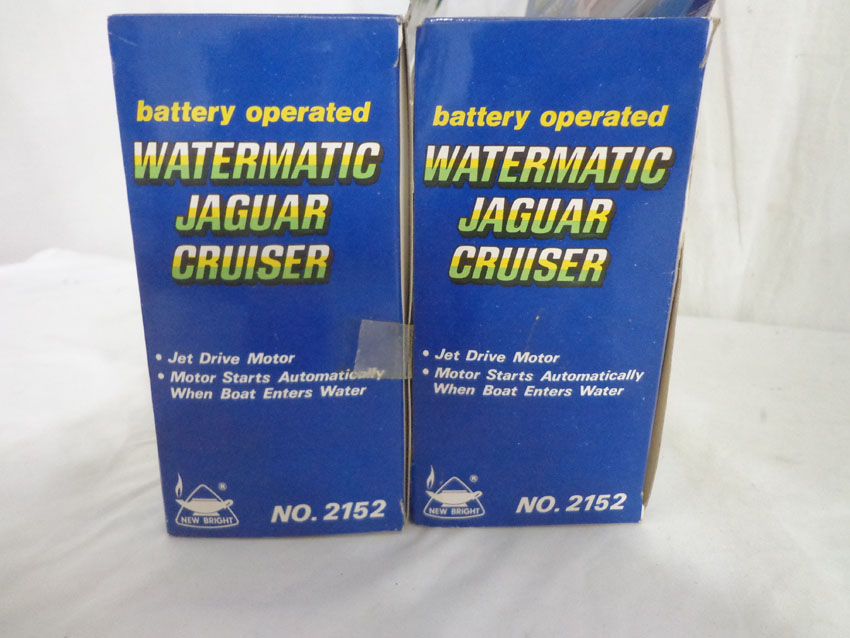 battery operated
WATERMATIC
JAGUAR
CRUISER
• Jet Drive Motor
• Motor Starts Automatically
When Boat Enters Water
®
NEW BRIGHT
NO. 2152
battery operated
WATERMATIC
JAGUAR
CRUISER
• Jet Drive Motor
• Motor Starts Automatically
When Boat Enters Water
®
NEW BRIGHT
NO. 2152